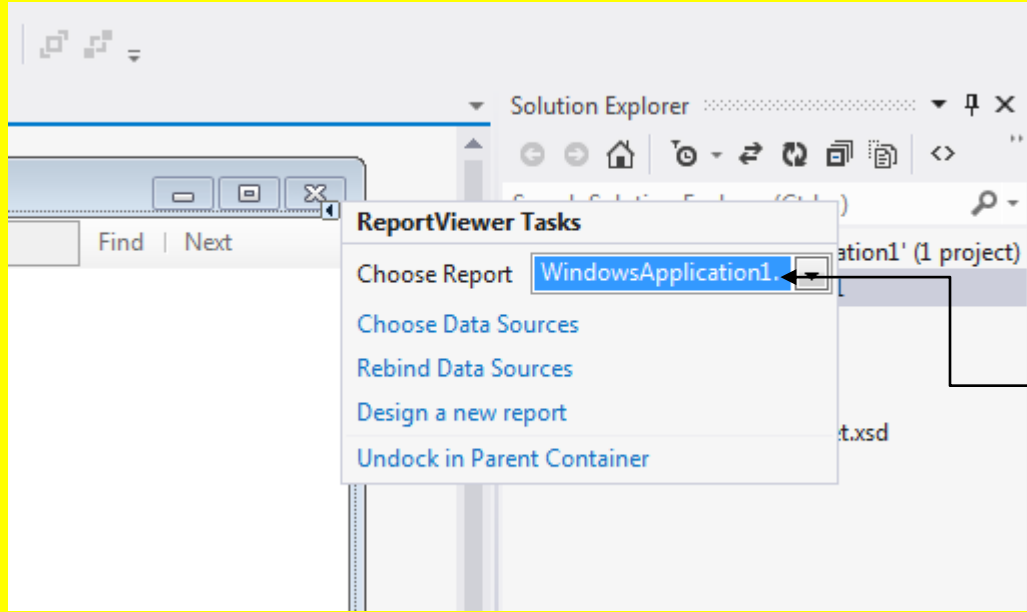 Solution Explorer
Find | Next
ReportViewer Tasks
ation1' (1 project)
Choose Report WindowsApplication1.
Choose Data Sources
Rebind Data Sources
Design a new report
t.xsd
Undock in Parent Container